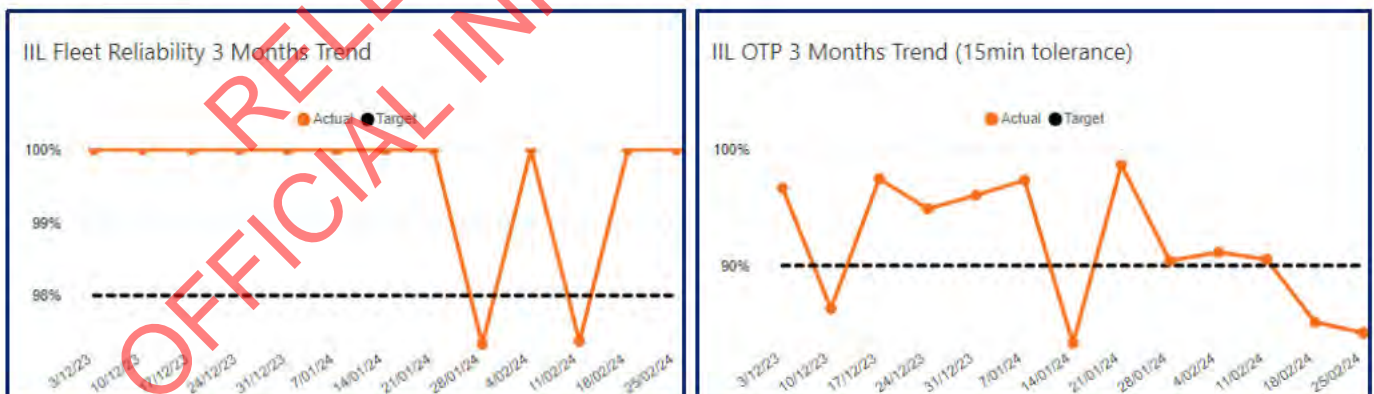 IIL Fleet Reliability 3 Months Trend
Actual Target
100%
99%
98%
3/12/23 10/12/23 17/12/23 24/12/23 31/12/23 7/01/24 14/01/24 21/01/24 28/01/24 4/02/24 11/02/24 18/02/24 25/02/24
IIL OTP 3 Months Trend (15min tolerance)
Actual Target
100%
90%
3/12/23 10/12/23 17/12/23 24/12/23 31/12/23 7/01/24 14/01/24 21/01/24 28/01/24 4/02/24 11/02/24 18/02/24 25/02/24
OFFICIAL